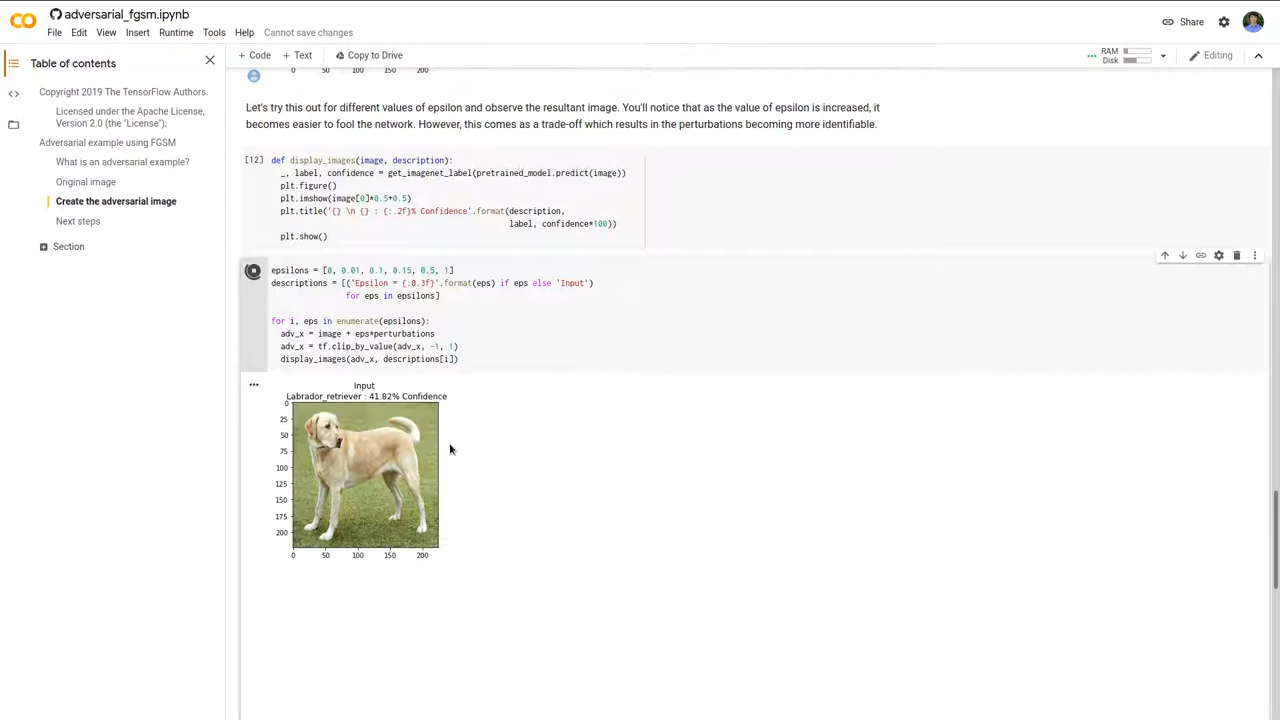 adversarial_fgsm.ipynb
File Edit View Insert Runtime Tools Help Cannot save changes
Share
Table of contents
+ Code + Text Copy to Drive
RAM
Disk
Editing
Copyright 2019 The TensorFlow Authors.
Licensed under the Apache License,
Version 2.0 (the "License");
Adversarial example using FGSM
What is an adversarial example?
Original image
Create the adversarial image
Next steps
Section
0 50 100 150 200
Let's try this out for different values of epsilon and observe the resultant image. You'll notice that as the value of epsilon is increased, it
becomes easier to fool the network. However, this comes as a trade-off which results in the perturbations becoming more identifiable.
[12] def display_images(image, description):
_, label, confidence = get_imagenet_label(pretrained_model.predict(image))
plt.figure()
plt.imshow(image[0]*0.5+0.5)
plt.title('{} \n {} : {:.2f}% Confidence'.format(description,
label, confidence*100))
plt.show()
epsilons = [0, 0.01, 0.1, 0.15, 0.5, 1]
descriptions = [('Epsilon = {:0.3f}'.format(eps) if eps else 'Input')
for eps in epsilons]
for i, eps in enumerate(epsilons):
adv_x = image + eps*perturbations
adv_x = tf.clip_by_value(adv_x, -1, 1)
display_images(adv_x, descriptions[i])
Input
Labrador_retriever : 41.82% Confidence
0
25
50
75
100
125
150
175
200
0 50 100 150 200